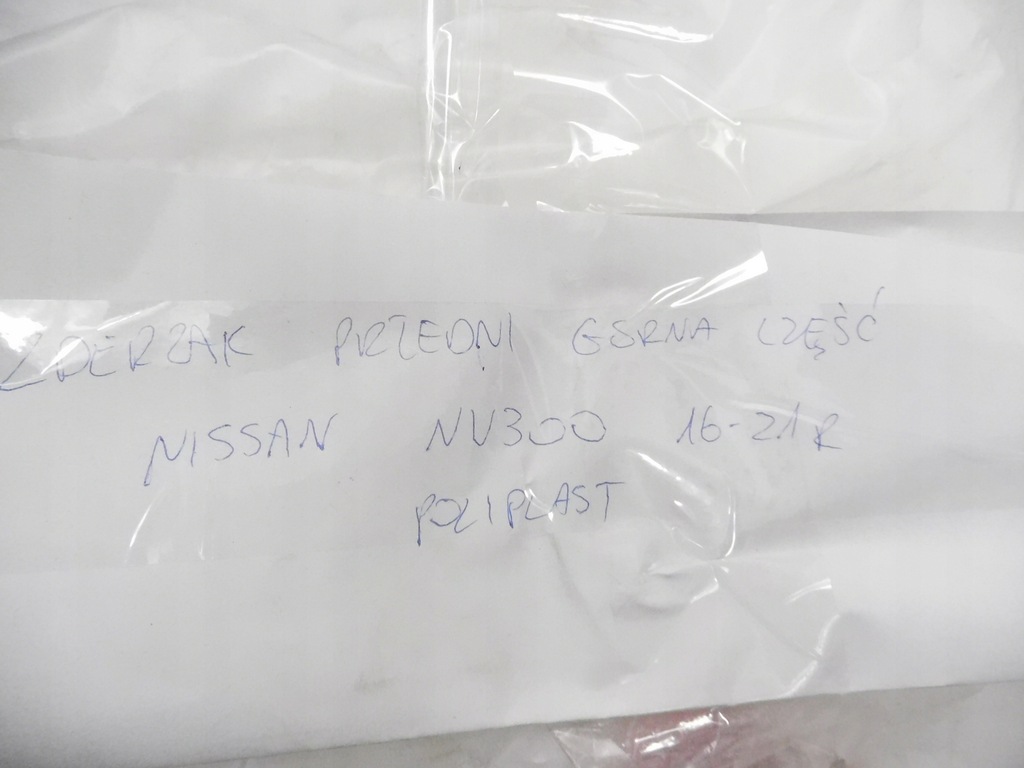 ZDERZAK PRZEDNI GÓRNA CZĘŚĆ
NISSAN NV300 16-21R
POLIPLAST